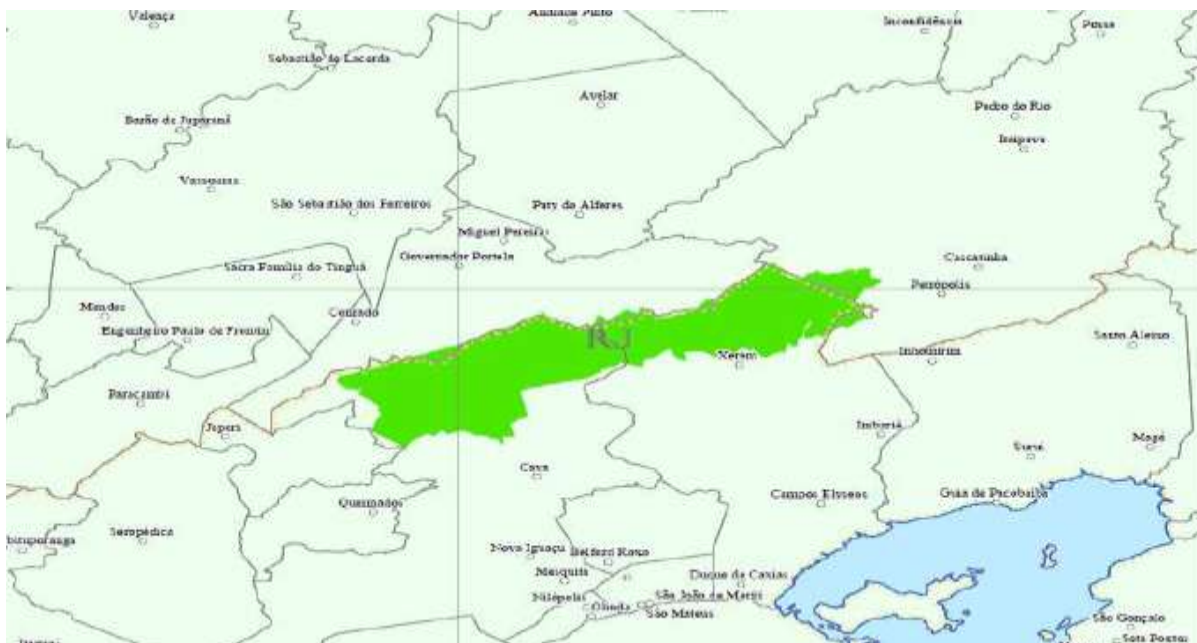 Valença
Avelar
Sebastião de Lacerda
Inconfidência
Posse
Pedro do Rio
Itaipava
Barão de Juparanã
Vassouras
São Sebastião dos Ferreiros
Paty do Alferes
Miguel Pereira
Governador Portela
Sacra Família do Tinguá
Cascatinha
Petrópolis
Mendes
Engenheiro Paulo de Frontin
Conrado
RJ
Xerém
Inhomirim
Santo Aleixo
Paracambi
Japeri
Imbariê
Suruí
Magé
Cava
Queimados
Campos Elíseos
Guia de Pacobaíba
Seropédica
Nova Iguaçu
Belford Roxo
Mesquita
Duque de Caxias
Nilópolis
Olinda
São João de Meriti
São Mateus
São Gonçalo